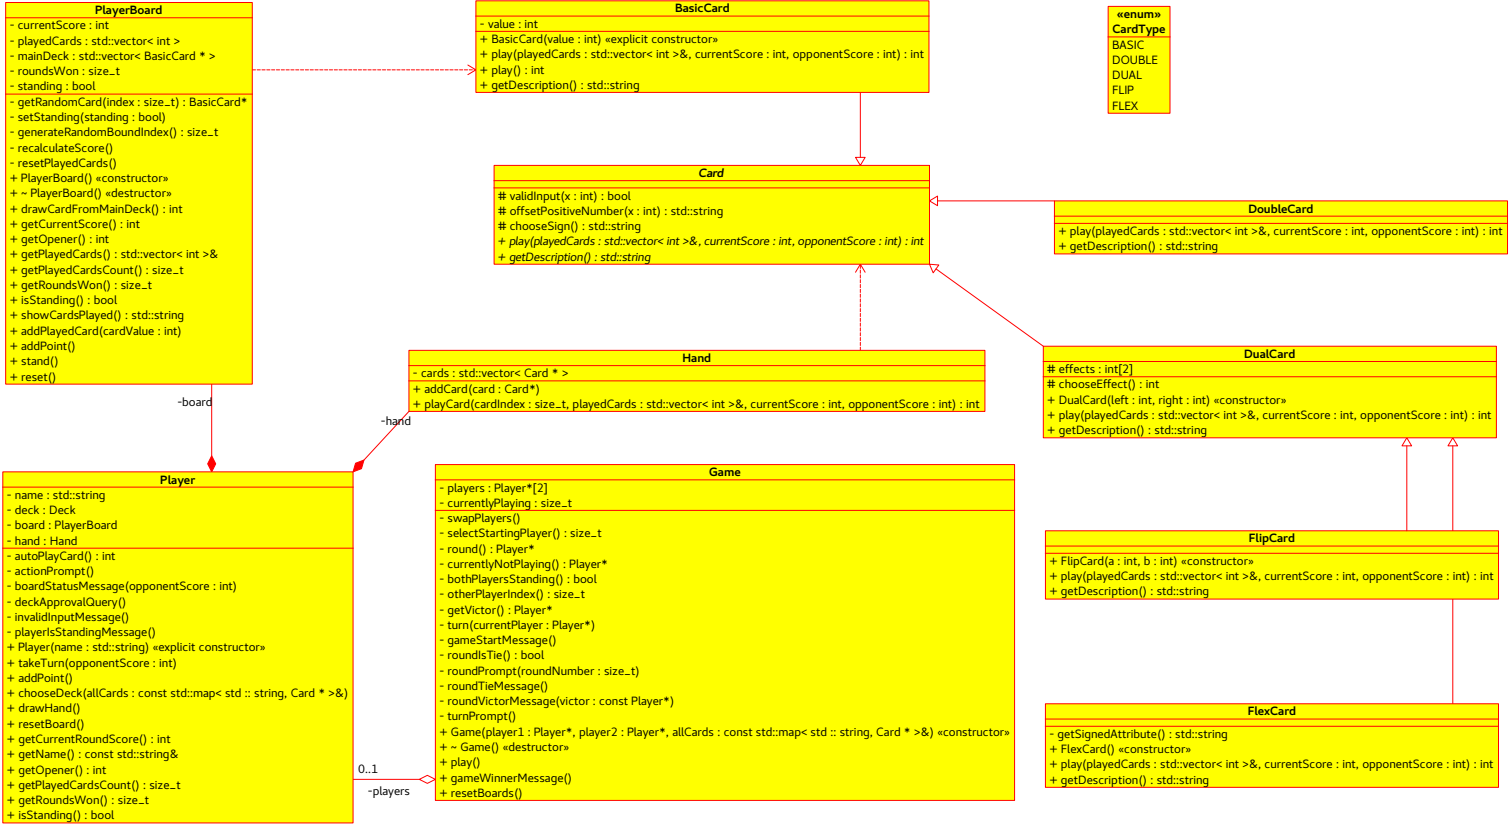 PlayerBoard
- currentScore : int
- playedCards : std::vector< int >
- mainDeck : std::vector< BasicCard * >
- roundsWon : size_t
- standing : bool
- getRandomCard(index : size_t) : BasicCard*
- setStanding(standing : bool)
- generateRandomBoundIndex() : size_t
- recalculateScore()
- resetPlayedCards()
+ PlayerBoard() «constructor»
+ ~ PlayerBoard() «destructor»
+ drawCardFromMainDeck() : int
+ getCurrentScore() : int
+ getOpener() : int
+ getPlayedCards() : std::vector< int >&
+ getPlayedCardsCount() : size_t
+ getRoundsWon() : size_t
+ isStanding() : bool
+ showCardsPlayed() : std::string
+ addPlayedCard(cardValue : int)
+ addPoint()
+ stand()
+ reset()
BasicCard
- value : int
+ BasicCard(value : int) «explicit constructor»
+ play(playedCards : std::vector< int >&, currentScore : int, opponentScore : int) : int
+ play() : int
+ getDescription() : std::string
«enum»
CardType
BASIC
DOUBLE
DUAL
FLIP
FLEX
Card
# validInput(x : int) : bool
# offsetPositiveNumber(x : int) : std::string
# chooseSign() : std::string
+ play(playedCards : std::vector< int >&, currentScore : int, opponentScore : int) : int
+ getDescription() : std::string
DoubleCard
+ play(playedCards : std::vector< int >&, currentScore : int, opponentScore : int) : int
+ getDescription() : std::string
Hand
- cards : std::vector< Card * >
+ addCard(card : Card*)
+ playCard(cardIndex : size_t, playedCards : std::vector< int >&, currentScore : int, opponentScore : int) : int
DualCard
# effects : int[2]
# chooseEffect() : int
+ DualCard(left : int, right : int) «constructor»
+ play(playedCards : std::vector< int >&, currentScore : int, opponentScore : int) : int
+ getDescription() : std::string
-board
-hand
Player
- name : std::string
- deck : Deck
- board : PlayerBoard
- hand : Hand
- autoPlayCard() : int
- actionPrompt()
- boardStatusMessage(opponentScore : int)
- deckApprovalQuery()
- invalidInputMessage()
- playerIsStandingMessage()
+ Player(name : std::string) «explicit constructor»
+ takeTurn(opponentScore : int)
+ addPoint()
+ chooseDeck(allCards : const std::map< std :: string, Card * >&)
+ drawHand()
+ resetBoard()
+ getCurrentRoundScore() : int
+ getName() : const std::string&
+ getOpener() : int
+ getPlayedCardsCount() : size_t
+ getRoundsWon() : size_t
+ isStanding() : bool
0..1
-players
Game
- players : Player*[2]
- currentlyPlaying : size_t
- swapPlayers()
- selectStartingPlayer() : size_t
- round() : Player*
- currentlyNotPlaying() : Player*
- bothPlayersStanding() : bool
- otherPlayerIndex() : size_t
- getVictor() : Player*
- turn(currentPlayer : Player*)
- gameStartMessage()
- roundIsTie() : bool
- roundPrompt(roundNumber : size_t)
- roundTieMessage()
- roundVictorMessage(victor : const Player*)
- turnPrompt()
+ Game(player1 : Player*, player2 : Player*, allCards : const std::map< std :: string, Card * >&) «constructor»
+ ~ Game() «destructor»
+ play()
+ gameWinnerMessage()
+ resetBoards()
FlipCard
+ FlipCard(a : int, b : int) «constructor»
+ play(playedCards : std::vector< int >&, currentScore : int, opponentScore : int) : int
+ getDescription() : std::string
FlexCard
- getSignedAttribute() : std::string
+ FlexCard() «constructor»
+ play(playedCards : std::vector< int >&, currentScore : int, opponentScore : int) : int
+ getDescription() : std::string